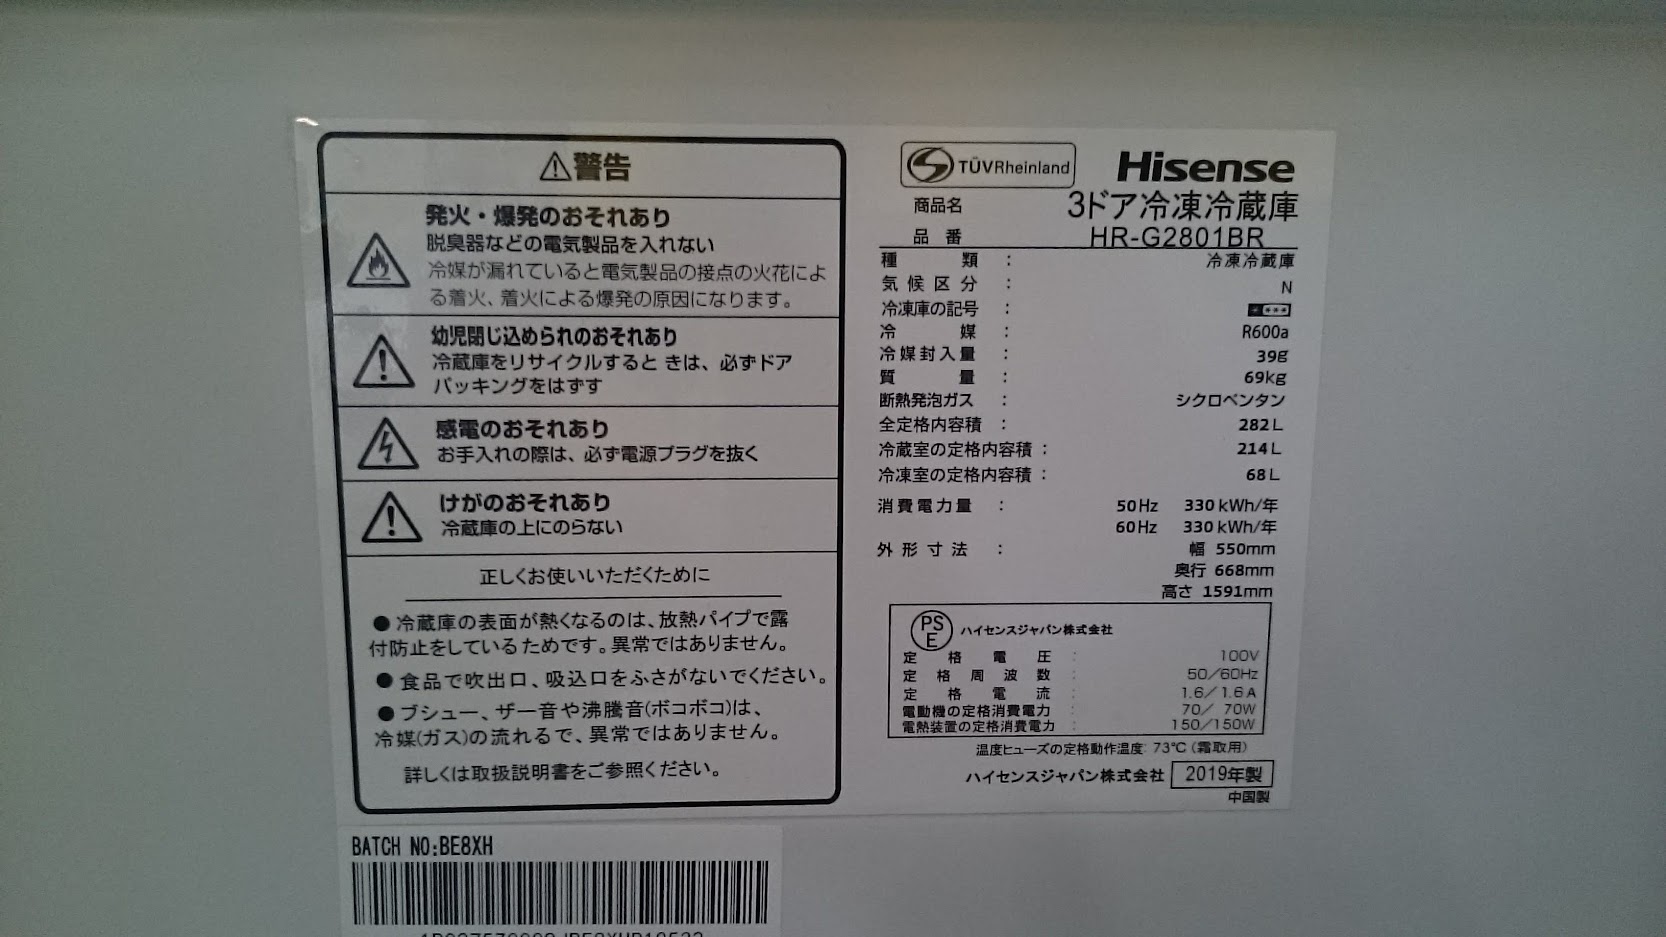 ⚠警告
発火・爆発のおそれあり
脱臭器などの電気製品を入れない
冷媒が漏れていると電気製品の接点の火花によ
る着火、着火による爆発の原因になります。
幼児閉じ込められのおそれあり
冷蔵庫をリサイクルすると きは、必ずドア
パッキングをはずす
感電のおそれあり
お手入れの際は、必ず電源プラグを抜く
けがのおそれあり
冷蔵庫の上にのらない
正しくお使いいただくために
●冷蔵庫の表面が熱くなるのは、放熱パイプで露
付防止をしているためです。異常ではありません。
●食品で吹出口、吸込口をふさがないでください。
●ブシュー、ザー音や沸騰音(ボコボコ)は、
冷媒(ガス)の流れるで、異常ではありません。
詳しくは取扱説明書をご参照ください。
TÜVRheinland Hisense
商品名 3ドア冷凍冷蔵庫
品番 HR-G2801BR
種類: 冷凍冷蔵庫
気候区分: N
冷凍庫の記号:
冷媒: R600a
冷媒封入量: 39g
質量: 69kg
断熱発泡ガス: シクロペンタン
全定格内容積: 282L
冷蔵室の定格内容積: 214L
冷凍室の定格内容積: 68L
消費電力量: 50Hz 330kWh/年
60Hz 330kWh/年
外形寸法: 幅 550mm
奥行 668mm
高さ 1591mm
PSE ハイセンスジャパン株式会社
定格電圧: 100V
定格周波数: 50/60Hz
定格電流: 1.6/1.6A
電動機の定格消費電力: 70/70W
電熱装置の定格消費電力: 150/150W
温度ヒューズの定格動作温度: 73℃(霜取用)
ハイセンスジャパン株式会社 2019年製
中国製
BATCH NO:BE8XH